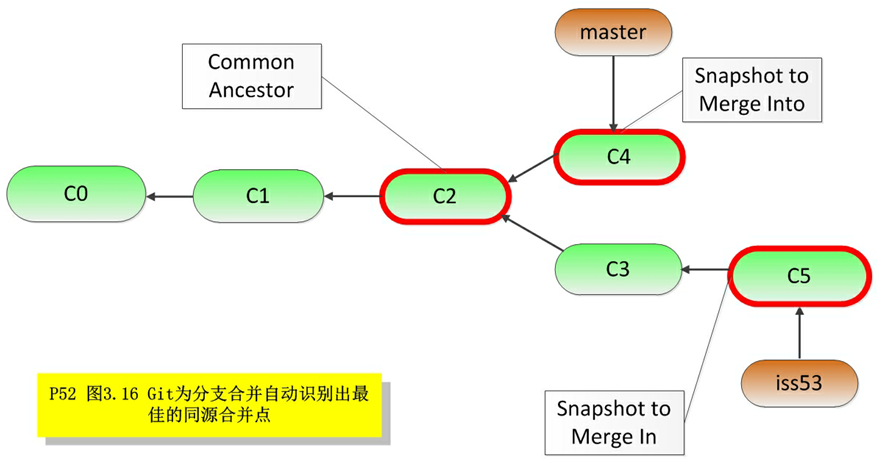 master
Common
Ancestor
Snapshot to
Merge Into
C4
C0
C1
C2
C3
C5
P52 图3.16 Git为分支合并自动识别出最
佳的同源合并点
iss53
Snapshot to
Merge In